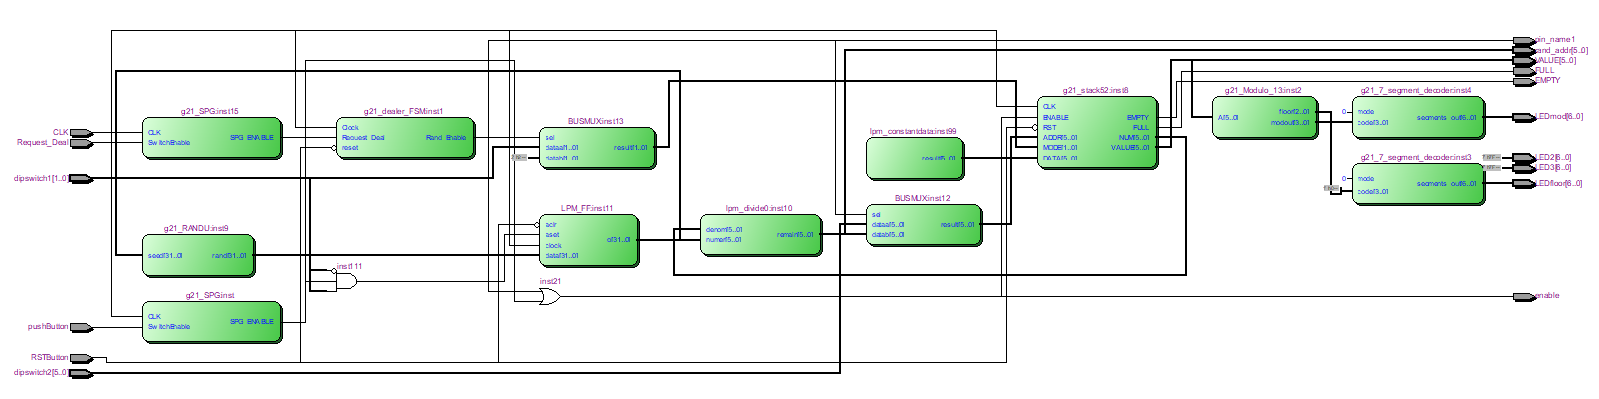 pin_name1
rand_addr[5..0]
VALUE[5..0]
FULL
EMPTY
g21_SPG:inst15
CLK
SwitchEnable
SPG_ENABLE
g21_dealer_FSM:inst1
Clock
Request_Deal
reset
Rand_Enable
BUSMUX:inst13
sel
dataa[1..0]
datab[1..0]
result[1..0]
g21_stack52:inst8
CLK
ENABLE
RST
ADDR[5..0]
MODE[1..0]
DATA[5..0]
EMPTY
FULL
NUM[5..0]
VALUE[5..0]
g21_Modulo_13:inst2
A[5..0]
floor[2..0]
modout[3..0]
g21_7_segment_decoder:inst4
0
mode
code[3..0]
segments_out[6..0]
LEDmod[6..0]
CLK
Request_Deal
lpm_constantdata:inst99
result[5..0]
g21_7_segment_decoder:inst3
0
mode
code[3..0]
segments_out[6..0]
LED2[6..0]
LED3[6..0]
LEDfloor[6..0]
dipswitch1[1..0]
g21_RANDU:inst9
seed[31..0]
rand[31..0]
LPM_FF:inst11
aclr
aset
clock
data[31..0]
q[31..0]
lpm_divide0:inst10
denom[5..0]
numer[5..0]
remain[5..0]
BUSMUX:inst12
sel
dataa[5..0]
datab[5..0]
result[5..0]
inst111
inst21
enable
g21_SPG:inst
CLK
SwitchEnable
SPG_ENABLE
pushButton
RSTButton
dipswitch2[5..0]